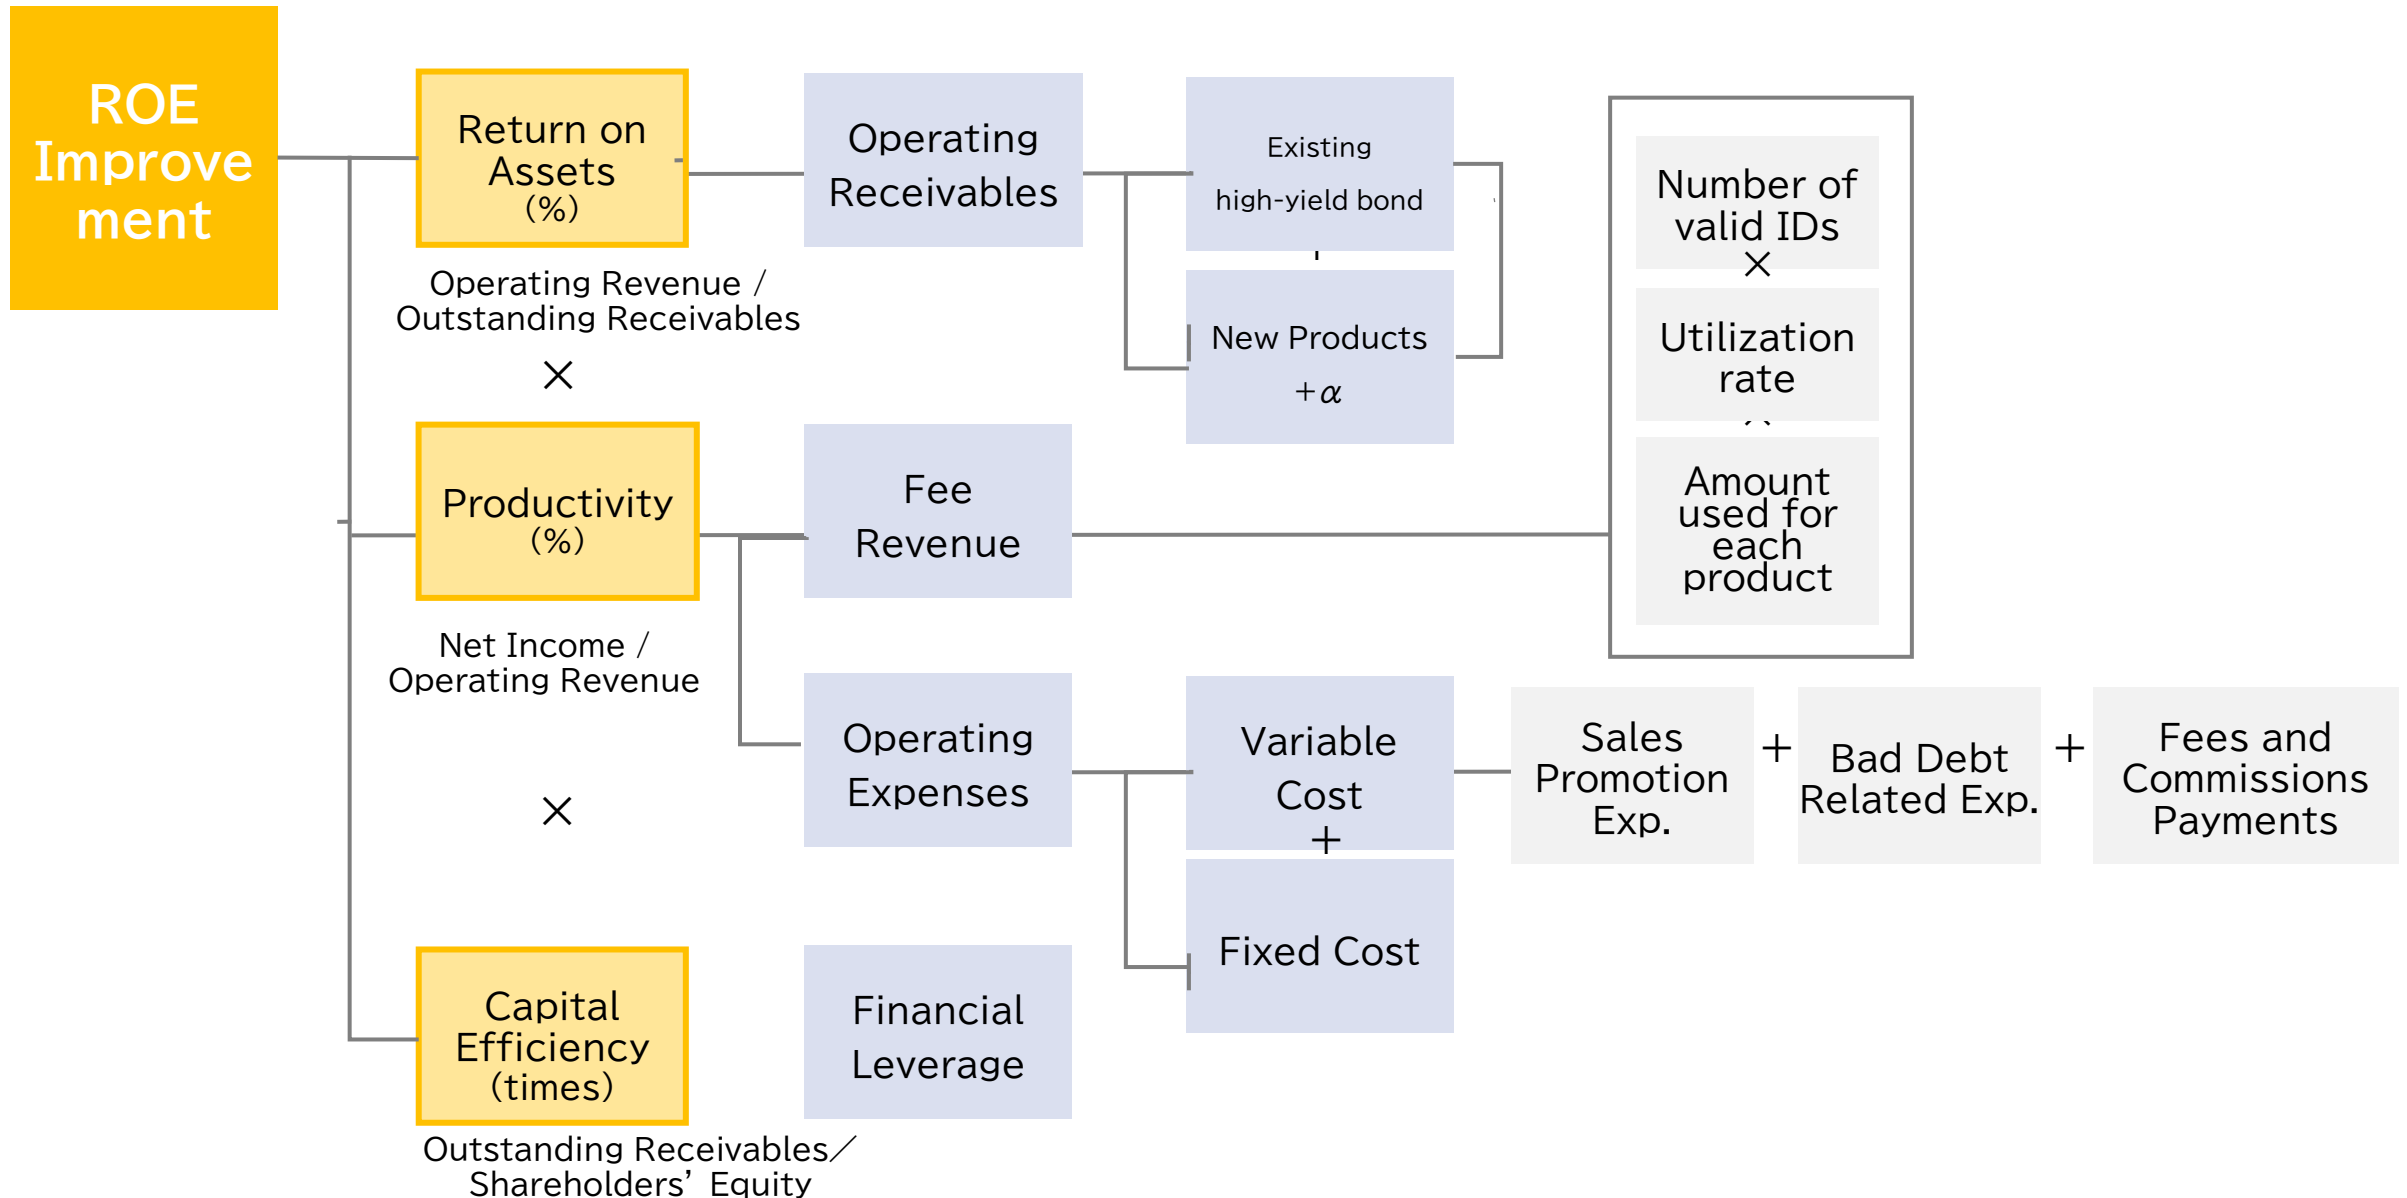 ROE
Improve
ment
Return on
Assets
(%)
Operating Revenue /
Outstanding Receivables
×
Productivity
(%)
Net Income /
Operating Revenue
×
Capital
Efficiency
(times)
Outstanding Receivables／
Shareholders’ Equity
Operating
Receivables
Fee
Revenue
Operating
Expenses
Financial
Leverage
Existing
high-yield bond
New Products
+α
Variable
Cost
+
Fixed Cost
Number of
valid IDs
×
Utilization
rate
Amount
used for
each
product
Sales
Promotion
Exp.
+
Bad Debt
Related Exp.
+
Fees and
Commissions
Payments